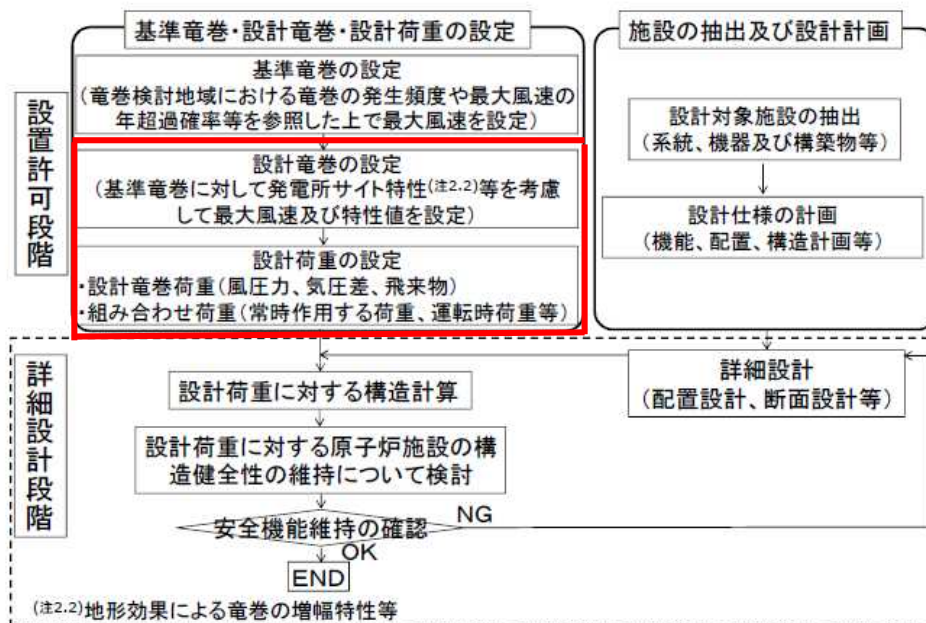 基準竜巻・設計竜巻・設計荷重の設定
基準竜巻の設定
(竜巻検討地域における竜巻の発生頻度や最大風速の
年超過確率等を参照した上で最大風速を設定)
設計竜巻の設定
(基準竜巻に対して発電所サイト特性(注2.2)等を考慮
して最大風速及び特性値を設定)
設計荷重の設定
・設計竜巻荷重(風圧力、気圧差、飛来物)
・組み合わせ荷重(常時作用する荷重、運転時荷重等)
設置許可段階
施設の抽出及び設計計画
設計対象施設の抽出
(系統、機器及び構築物等)
設計仕様の計画
(機能、配置、構造計画等)
詳細設計段階
詳細設計
(配置設計、断面設計等)
設計荷重に対する構造計算
設計荷重に対する原子炉施設の構
造健全性の維持について検討
安全機能維持の確認
NG
OK
END
(注2.2)地形効果による竜巻の増幅特性等